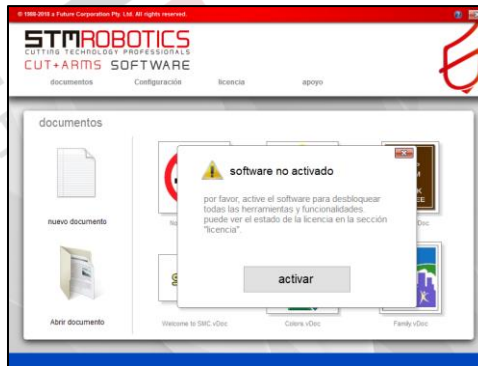 © 1989-2018 a Future Corporation Pty. Ltd. All rights reserved.
STMROBOTICS
CUTTING TECHNOLOGY PROFESSIONALS
CUT+ARMS SOFTWARE
documentos Configuración licencia apoyo
documentos
software no activado
por favor, active el software para desbloquear
todas las herramientas y funcionalidades.
puede ver el estado de la licencia en la sección
"licencia".
activar
nuevo documento
Abrir documento
Welcome to SMC.vDoc
Colors.vDoc
Family.vDoc